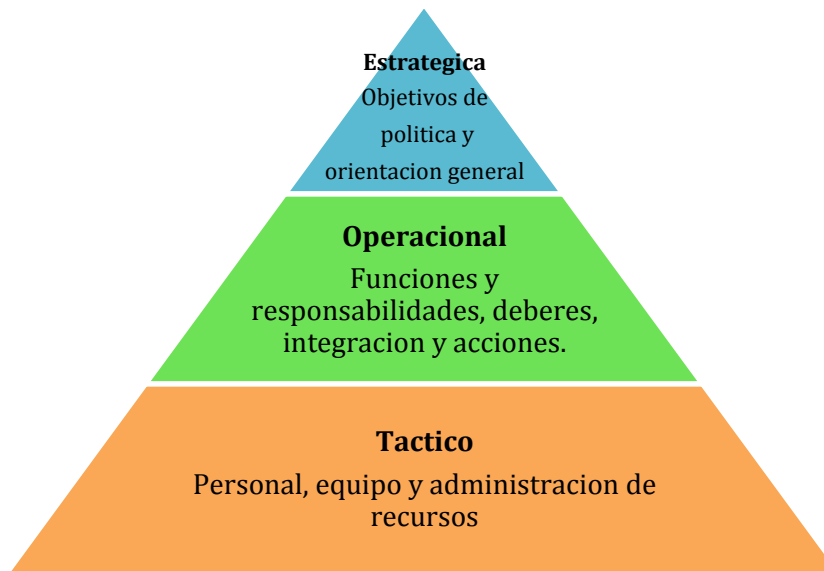 Estrategica
Objetivos de
politica y
orientacion general
Operacional
Funciones y
responsabilidades, deberes,
integracion y acciones.
Tactico
Personal, equipo y administracion de
recursos